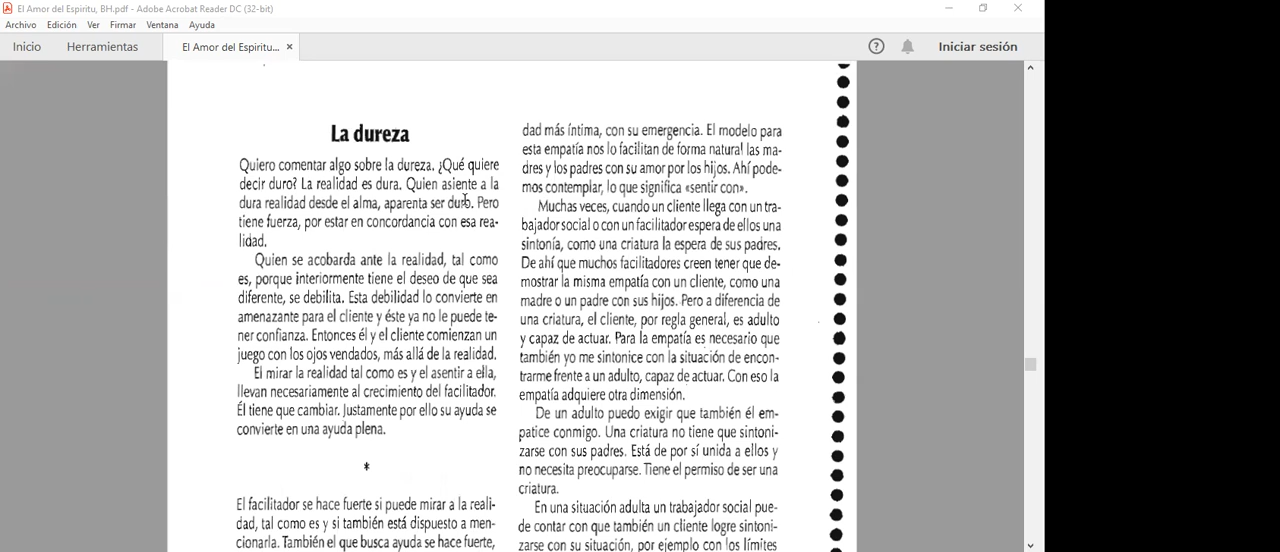 El Amor del Espiritu, BH.pdf - Adobe Acrobat Reader DC (32-bit)
Archivo Edición Ver Firmar Ventana Ayuda
Inicio Herramientas El Amor del Espiritu... × Iniciar sesión
La dureza
Quiero comentar algo sobre la dureza. ¿Qué quiere
decir duro? La realidad es dura. Quien asiente a la
dura realidad desde el alma, aparenta ser duro. Pero
tiene fuerza, por estar en concordancia con esa rea-
lidad.
Quien se acobarda ante la realidad, tal como
es, porque interiormente tiene el deseo de que sea
diferente, se debilita. Esta debilidad lo convierte en
amenazante para el cliente y éste ya no le puede te-
ner confianza. Entonces él y el cliente comienzan un
juego con los ojos vendados, más allá de la realidad.
El mirar la realidad tal como es y el asentir a ella,
llevan necesariamente al crecimiento del facilitador.
Él tiene que cambiar. Justamente por ello su ayuda se
convierte en una ayuda plena.
*
El facilitador se hace fuerte si puede mirar a la reali-
dad, tal como es y si también está dispuesto a men-
cionarla. También el que busca ayuda se hace fuerte,
dad más íntima, con su emergencia. El modelo para
esta empatía nos lo facilitan de forma natural las ma-
dres y los padres con su amor por los hijos. Ahí pode-
mos contemplar, lo que significa «sentir con».
Muchas veces, cuando un cliente llega con un tra-
bajador social o con un facilitador espera de ellos una
sintonía, como una criatura la espera de sus padres.
De ahí que muchos facilitadores creen tener que de-
mostrar la misma empatía con un cliente, como una
madre o un padre con sus hijos. Pero a diferencia de
una criatura, el cliente, por regla general, es adulto
y capaz de actuar. Para la empatía es necesario que
también yo me sintonice con la situación de encon-
trarme frente a un adulto, capaz de actuar. Con eso la
empatía adquiere otra dimensión.
De un adulto puedo exigir que también él em-
patice conmigo. Una criatura no tiene que sintoni-
zarse con sus padres. Está de por sí unida a ellos y
no necesita preocuparse. Tiene el permiso de ser una
criatura.
En una situación adulta un trabajador social pue-
de contar con que también un cliente logre sintoni-
zarse con su situación, por ejemplo con los límites